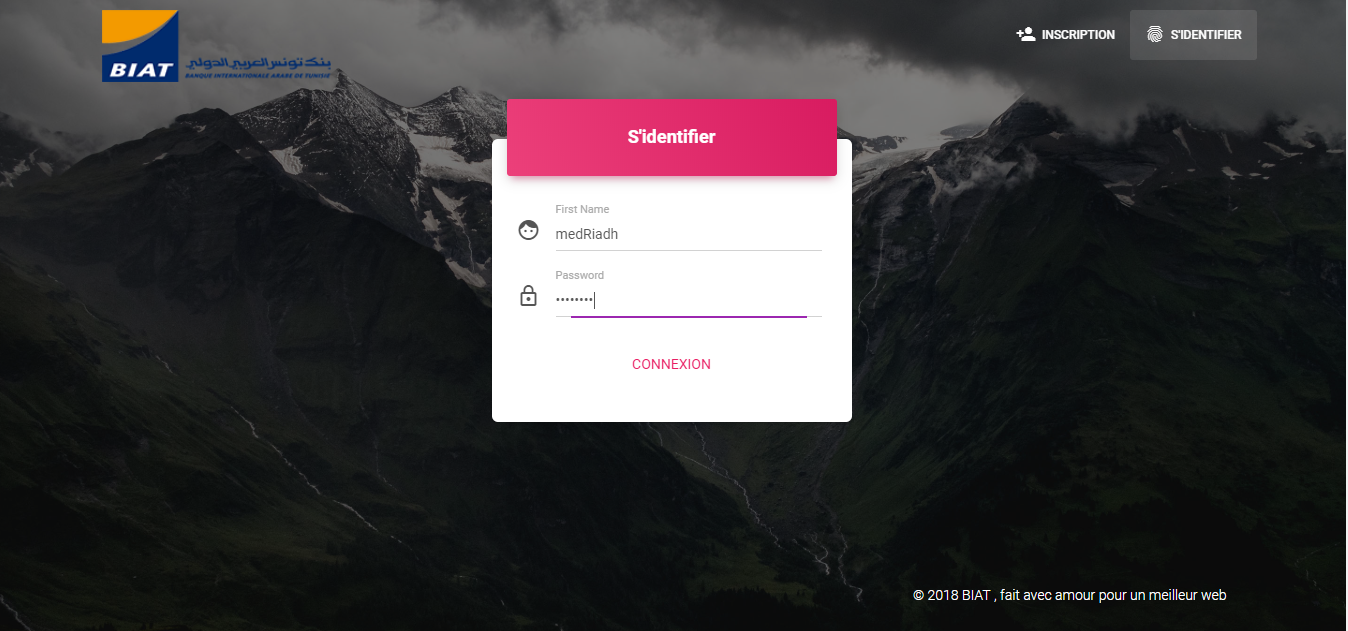 BIAT
بنك تونس العربي الدولي
BANQUE INTERNATIONALE ARABE DE TUNISIE
INSCRIPTION
S'IDENTIFIER
S'identifier
First Name
medRiadh
Password
••••••••
CONNEXION
© 2018 BIAT , fait avec amour pour un meilleur web